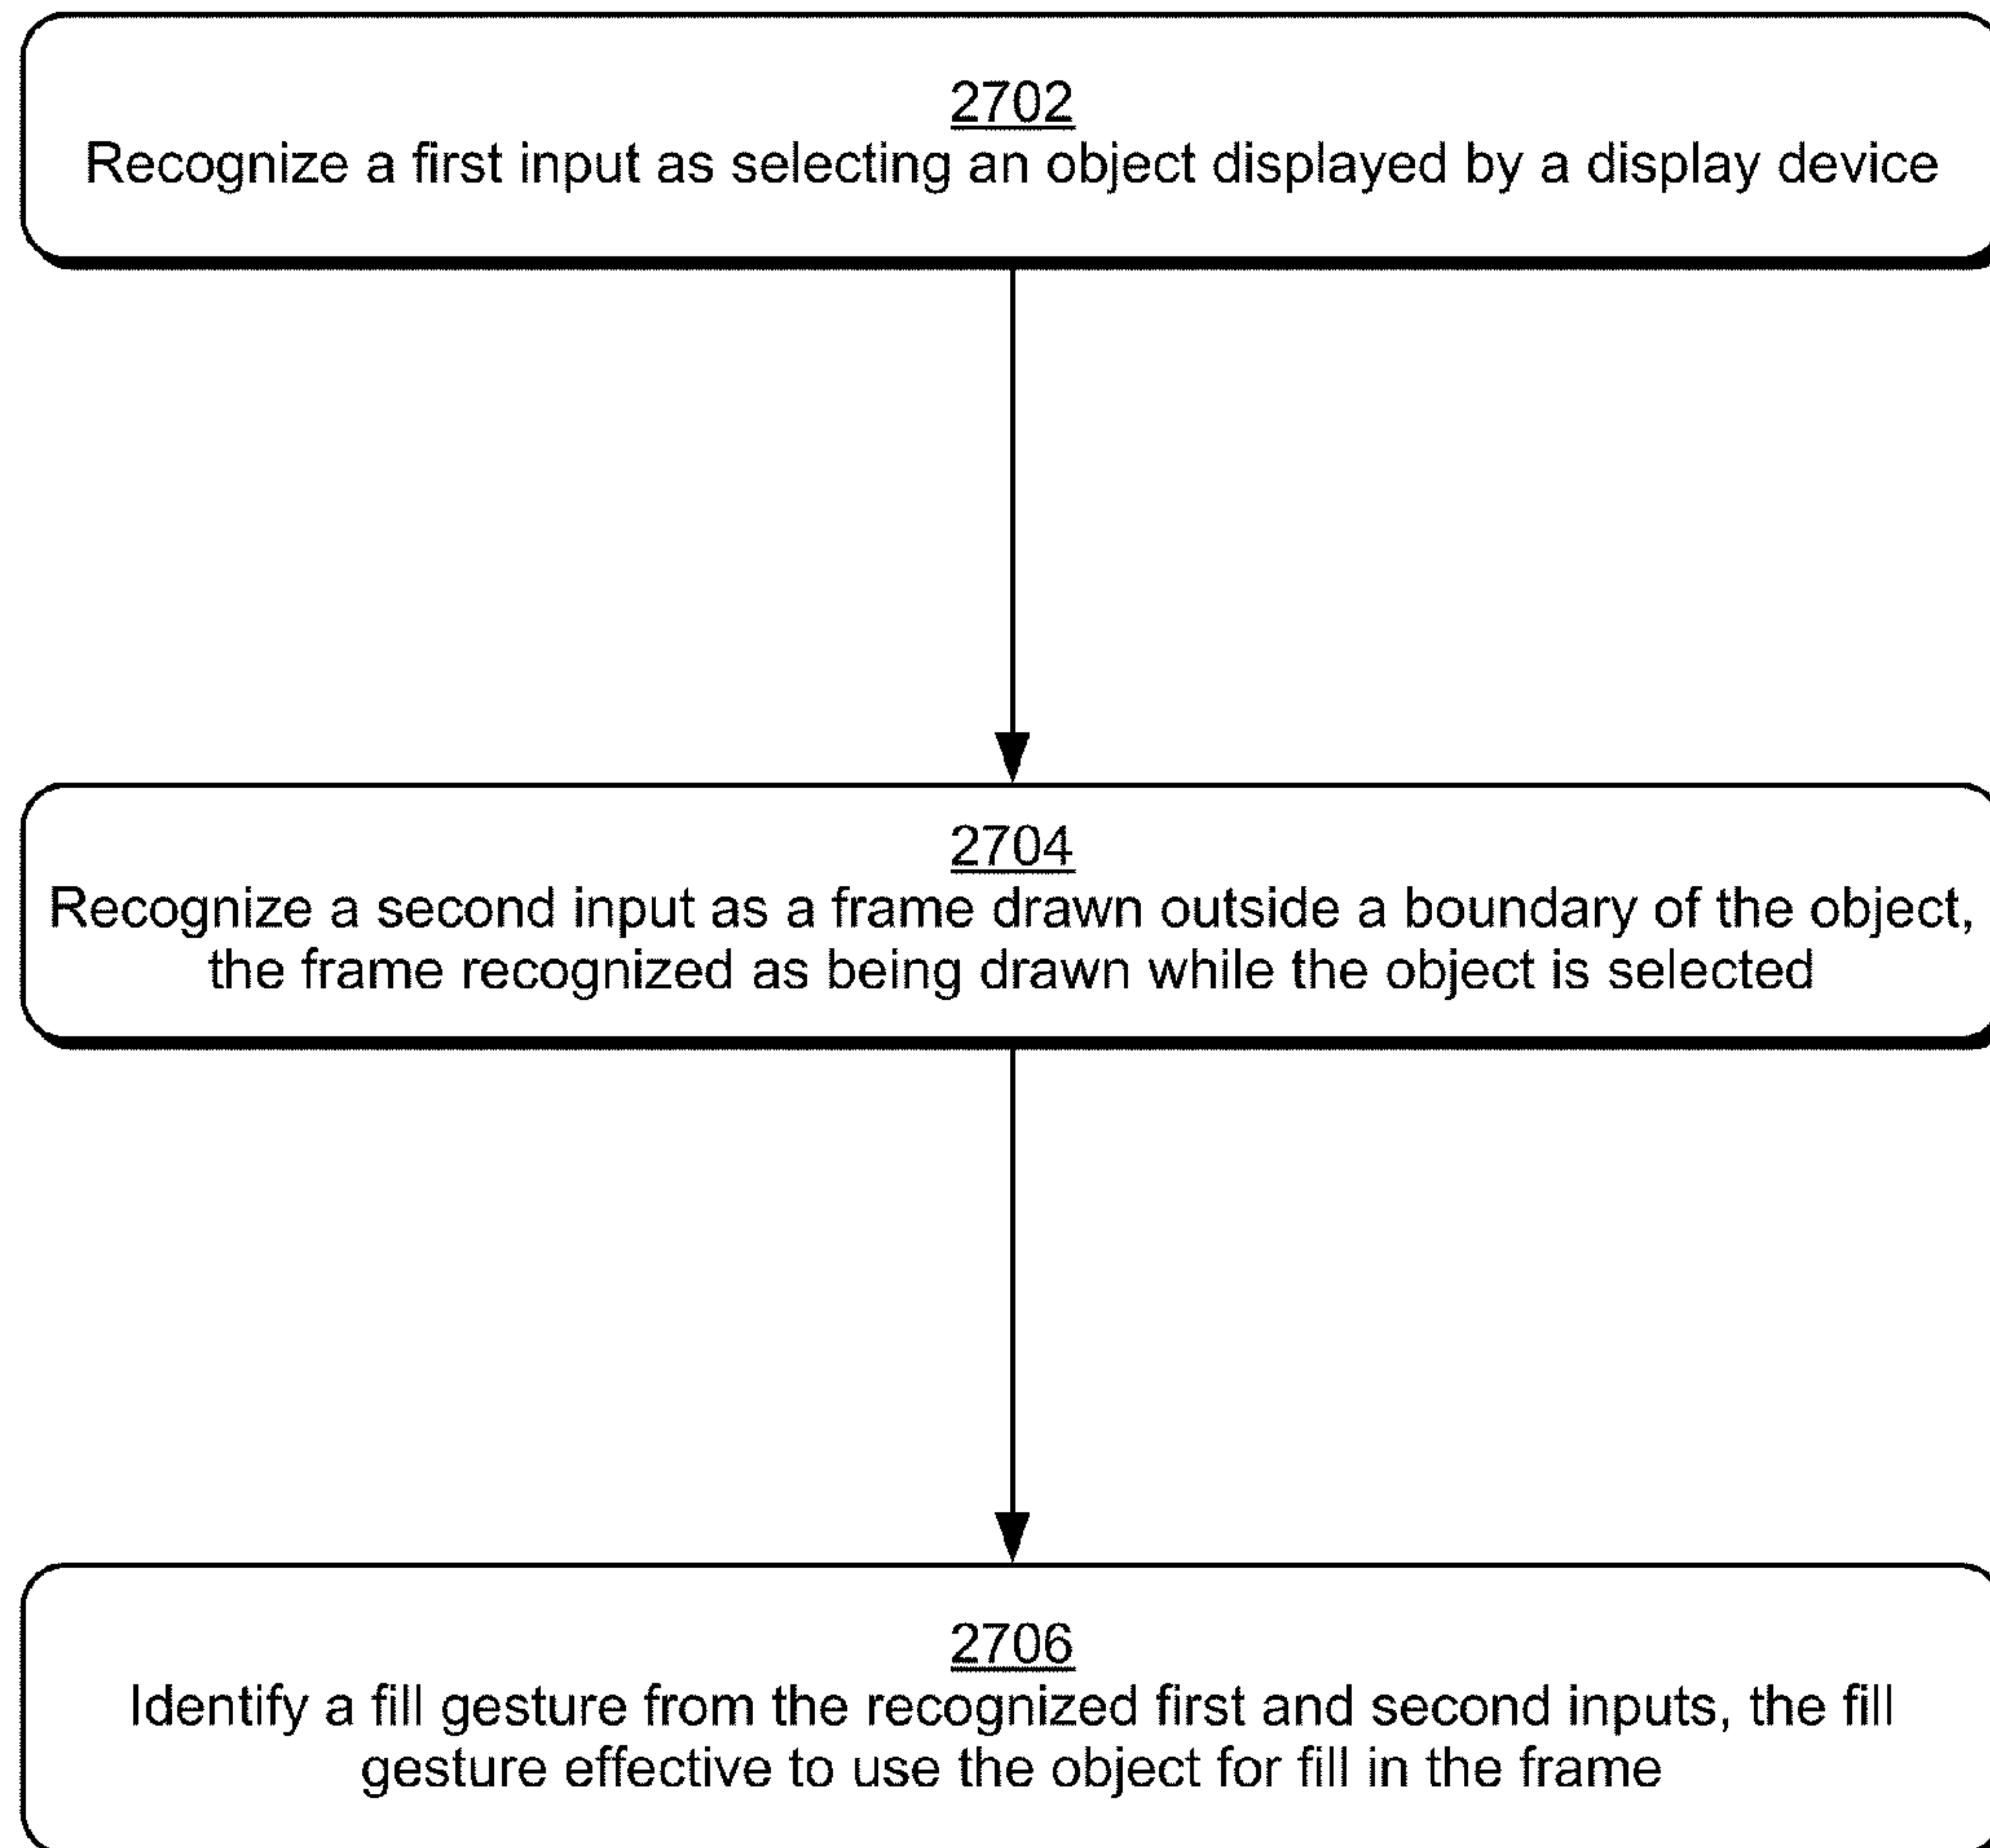 2702
Recognize a first input as selecting an object displayed by a display device
2704
Recognize a second input as a frame drawn outside a boundary of the object,
the frame recognized as being drawn while the object is selected
2706
Identify a fill gesture from the recognized first and second inputs, the fill
gesture effective to use the object for fill in the frame